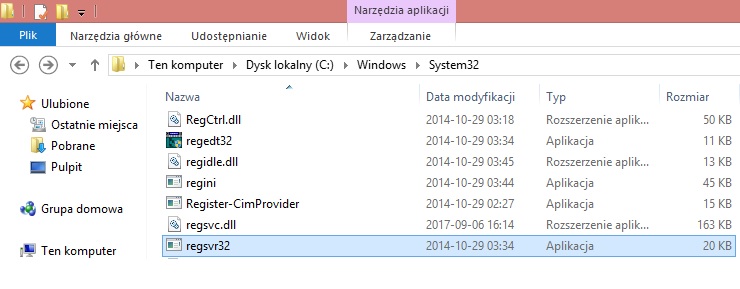 Narzędzia aplikacji
Plik Narzędzia główne Udostępnianie Widok Zarządzanie
Ten komputer Dysk lokalny (C:) Windows System32
Ulubione
Ostatnie miejsca
Pobrane
Pulpit
Grupa domowa
Ten komputer
Nazwa Data modyfikacji Typ Rozmiar
RegCtrl.dll 2014-10-29 03:18 Rozszerzenie aplik... 50 KB
regedt32 2014-10-29 03:34 Aplikacja 11 KB
regidle.dll 2014-10-29 03:45 Rozszerzenie aplik... 13 KB
regini 2014-10-29 03:44 Aplikacja 45 KB
Register-CimProvider 2014-10-29 02:27 Aplikacja 15 KB
regsvc.dll 2017-09-06 16:14 Rozszerzenie aplik... 163 KB
regsvr32 2014-10-29 03:34 Aplikacja 20 KB